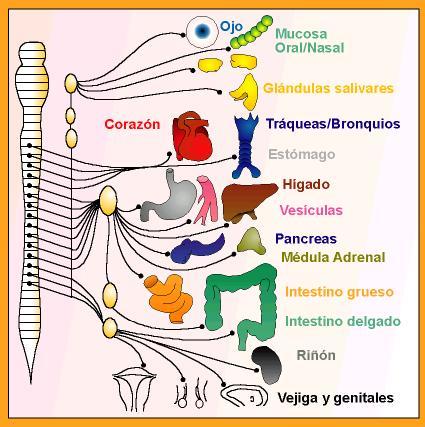 Ojo
Mucosa
Oral/Nasal
Glándulas salivares
Corazón
Tráqueas/Bronquios
Estómago
Hígado
Vesículas
Pancreas
Médula Adrenal
Intestino grueso
Intestino delgado
Riñón
Vejiga y genitales